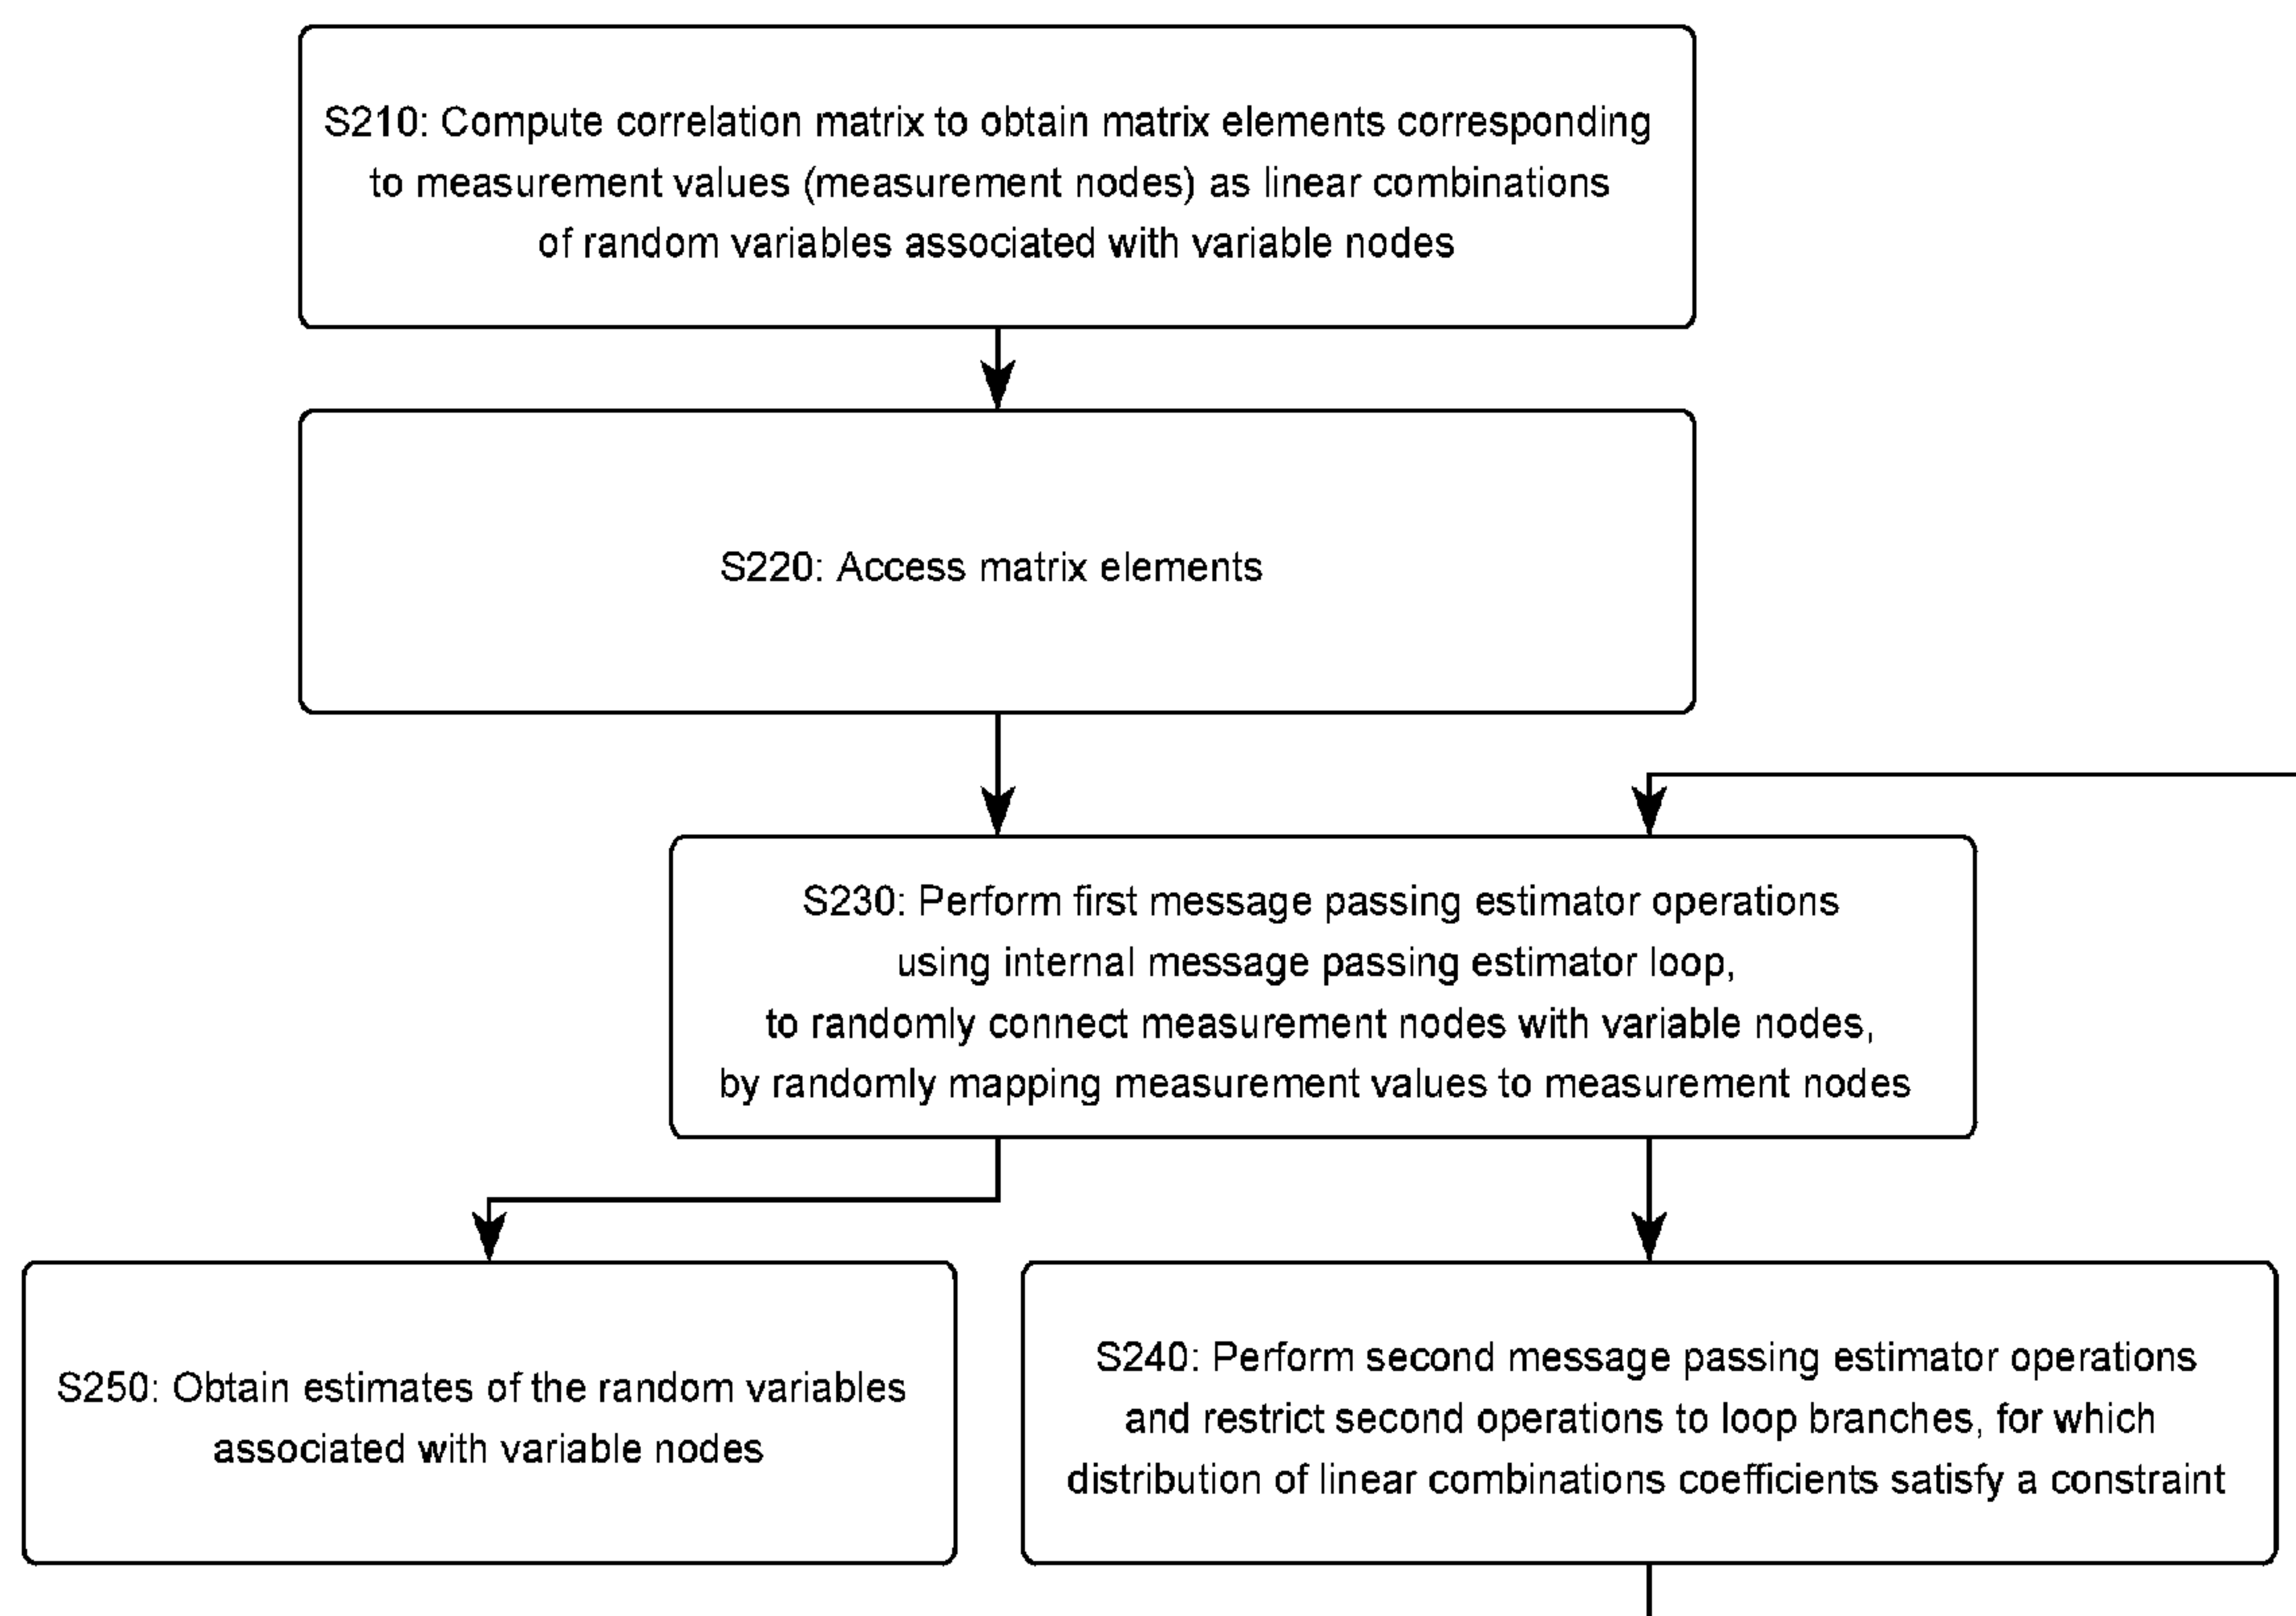 S210: Compute correlation matrix to obtain matrix elements corresponding
to measurement values (measurement nodes) as linear combinations
of random variables associated with variable nodes
S220: Access matrix elements
S230: Perform first message passing estimator operations
using internal message passing estimator loop,
to randomly connect measurement nodes with variable nodes,
by randomly mapping measurement values to measurement nodes
S250: Obtain estimates of the random variables
associated with variable nodes
S240: Perform second message passing estimator operations
and restrict second operations to loop branches, for which
distribution of linear combinations coefficients satisfy a constraint